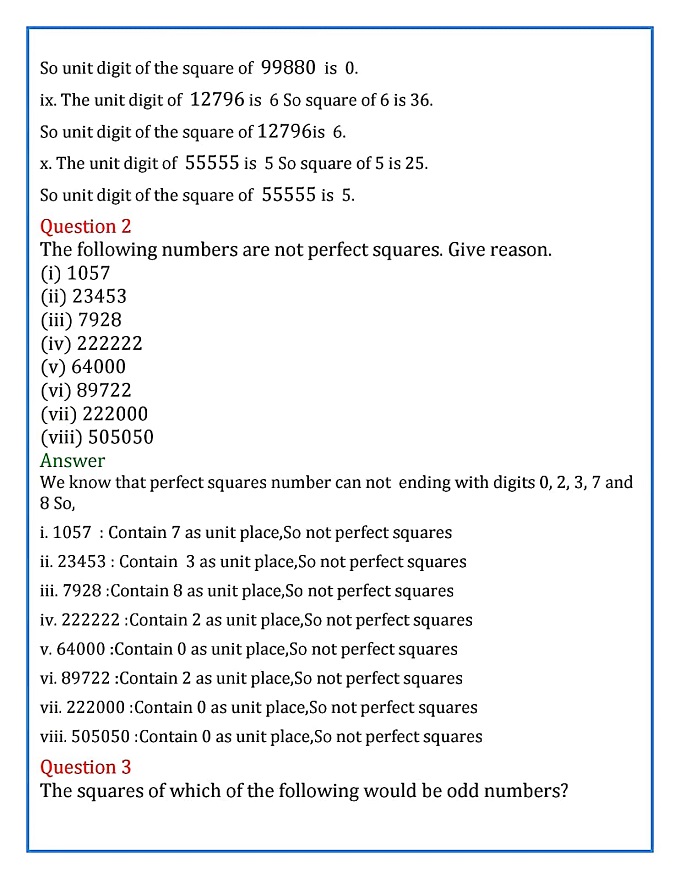 So unit digit of the square of 99880 is 0.
ix. The unit digit of 12796 is 6 So square of 6 is 36.
So unit digit of the square of 12796is 6.
x. The unit digit of 55555 is 5 So square of 5 is 25.
So unit digit of the square of 55555 is 5.
Question 2
The following numbers are not perfect squares. Give reason.
(i) 1057
(ii) 23453
(iii) 7928
(iv) 222222
(v) 64000
(vi) 89722
(vii) 222000
(viii) 505050
Answer
We know that perfect squares number can not ending with digits 0, 2, 3, 7 and
8 So,
i. 1057 : Contain 7 as unit place,So not perfect squares
ii. 23453 : Contain 3 as unit place,So not perfect squares
iii. 7928 :Contain 8 as unit place,So not perfect squares
iv. 222222 :Contain 2 as unit place,So not perfect squares
v. 64000 :Contain 0 as unit place,So not perfect squares
vi. 89722 :Contain 2 as unit place,So not perfect squares
vii. 222000 :Contain 0 as unit place,So not perfect squares
viii. 505050 :Contain 0 as unit place,So not perfect squares
Question 3
The squares of which of the following would be odd numbers?